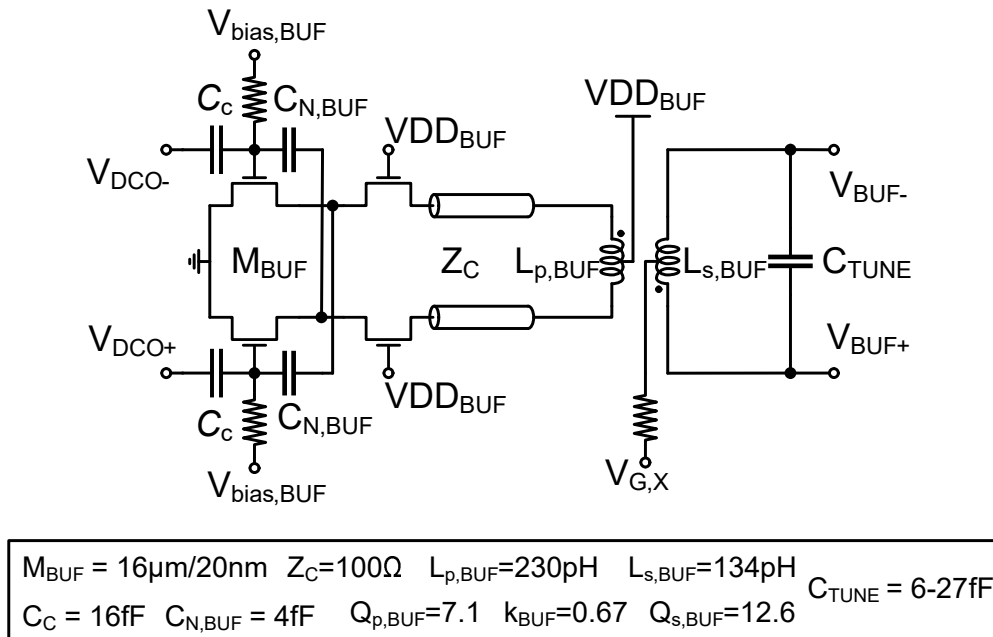 V_bias,BUF
C_c C_N,BUF
VDD_BUF
VDD_BUF
V_DCO-
V_BUF-
M_BUF
Z_C
L_p,BUF
L_s,BUF
C_TUNE
V_DCO+
V_BUF+
C_c C_N,BUF
VDD_BUF
V_bias,BUF
V_G,X
M_BUF = 16μm/20nm Z_C=100Ω L_p,BUF=230pH L_s,BUF=134pH
C_TUNE = 6-27fF
C_C = 16fF C_N,BUF = 4fF Q_p,BUF=7.1 k_BUF=0.67 Q_s,BUF=12.6